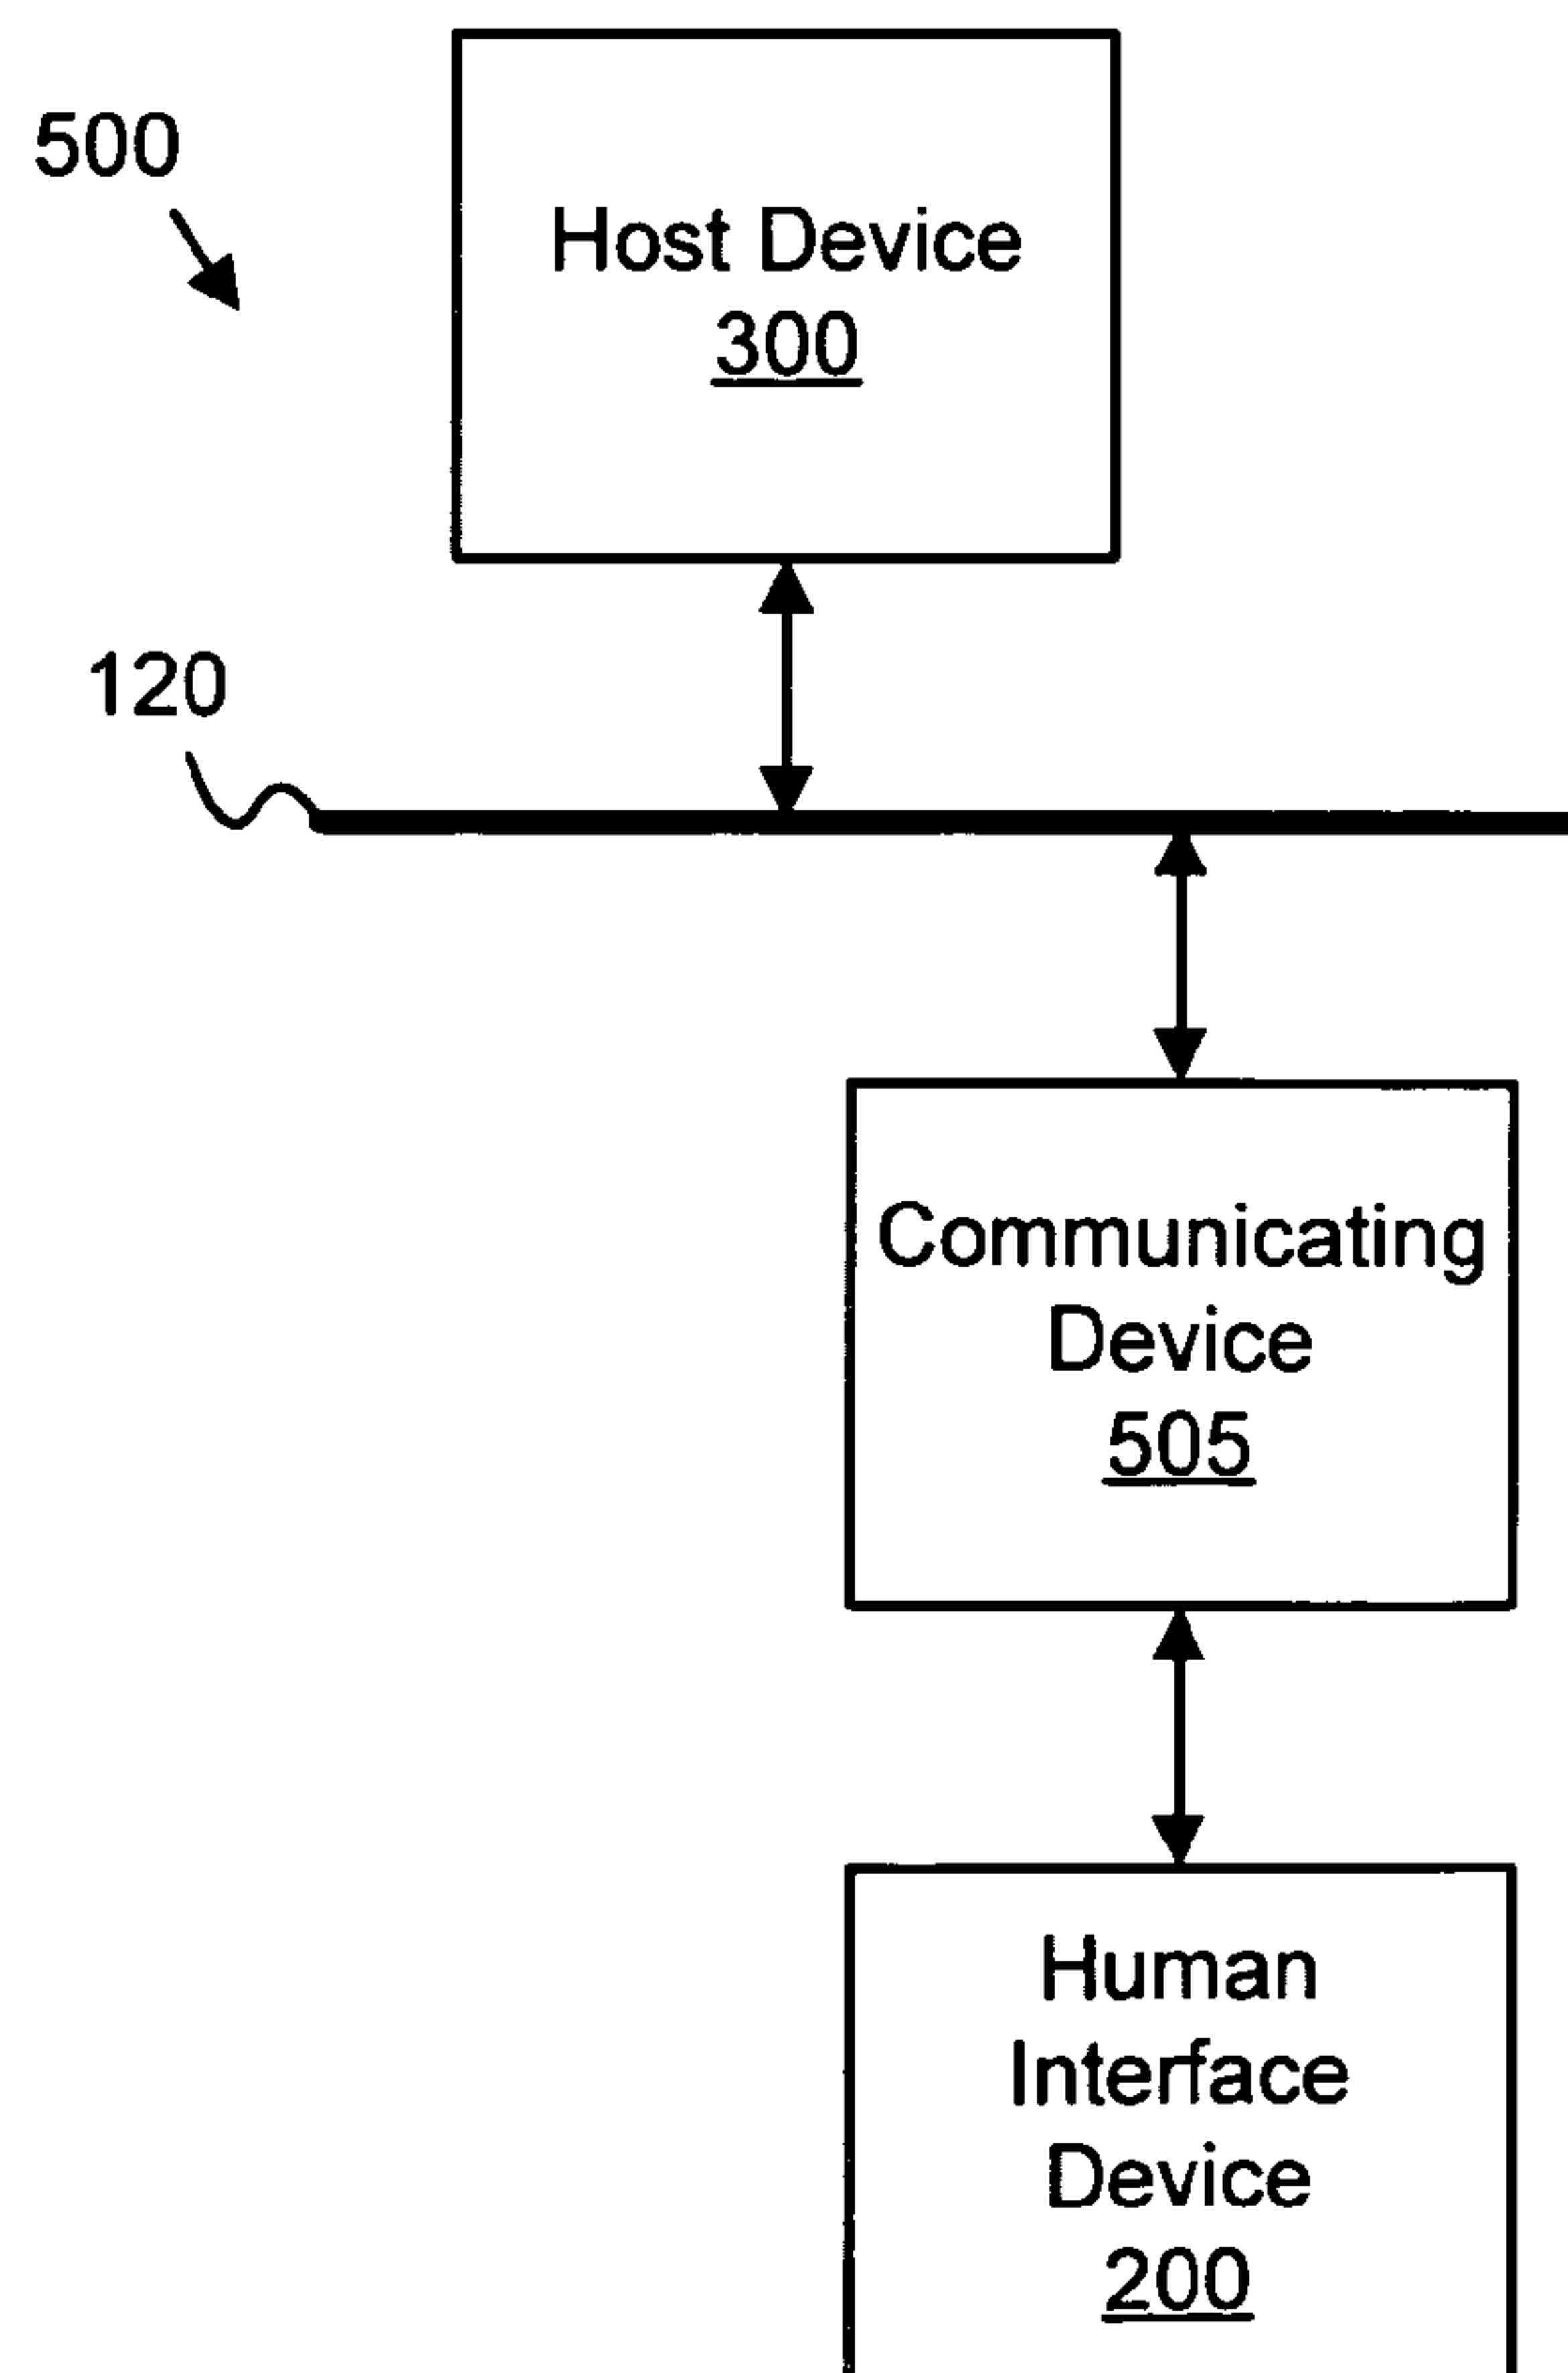 500
Host Device
300
120
Communicating
Device
505
Human
Interface
Device
200